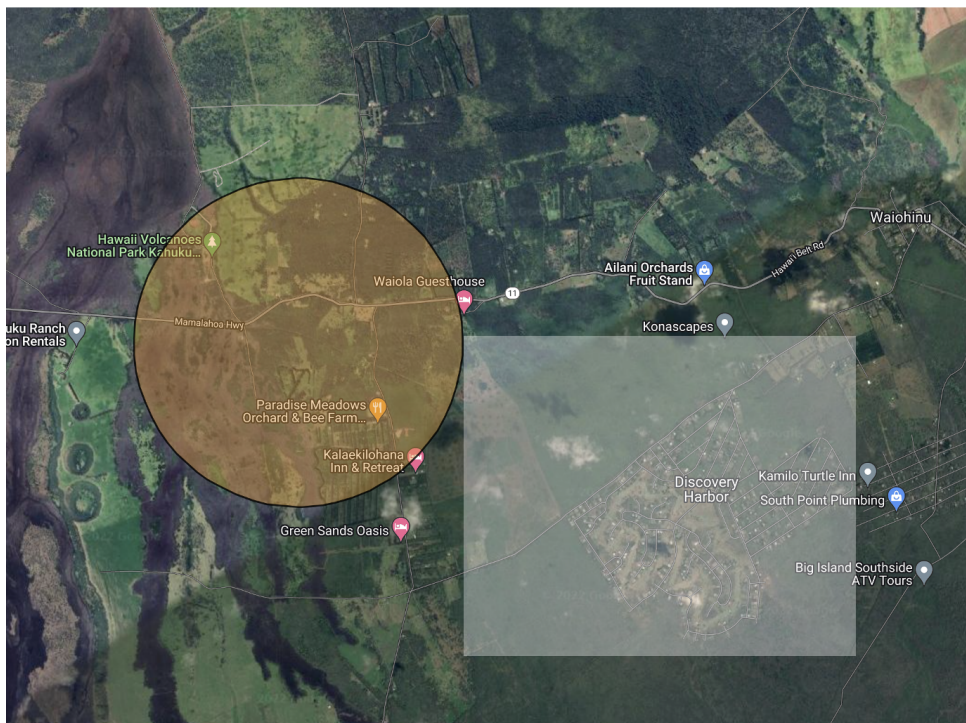 Waiohinu
Hawaii Volcanoes
National Park Kahuku...
Hawai'i Belt Rd
Ailani Orchards
Fruit Stand
Waiola Guesthouse
11
Mamalahoa Hwy
Konascapes
uku Ranch
on Rentals
Paradise Meadows
Orchard & Bee Farm...
Kalaekilohana
Inn & Retreat
Discovery
Harbor
Kamilo Turtle Inn
South Point Plumbing
Green Sands Oasis
Big Island Southside
ATV Tours